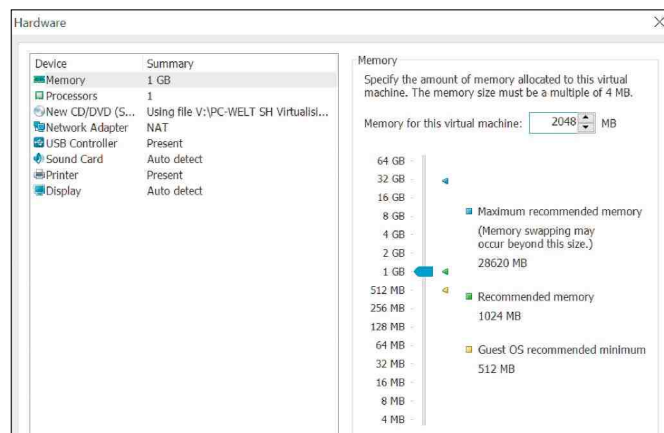 Hardware
Device Summary
Memory 1 GB
Processors 1
New CD/DVD (S... Using file V:\PC-WELT SH Virtualisi...
Network Adapter NAT
USB Controller Present
Sound Card Auto detect
Printer Present
Display Auto detect
Memory
Specify the amount of memory allocated to this virtual
machine. The memory size must be a multiple of 4 MB.
Memory for this virtual machine: 2048 MB
64 GB
32 GB
16 GB
8 GB
4 GB
2 GB
1 GB
512 MB
256 MB
128 MB
64 MB
32 MB
16 MB
8 MB
4 MB
Maximum recommended memory
(Memory swapping may
occur beyond this size.)
28620 MB
Recommended memory
1024 MB
Guest OS recommended minimum
512 MB